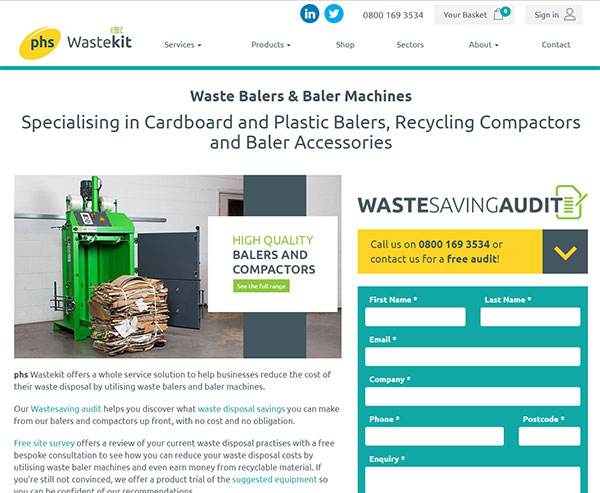 0800 169 3534 Your Basket 0 Sign in
phs Wastekit
Services Products Shop Sectors About Contact
Waste Balers & Baler Machines
Specialising in Cardboard and Plastic Balers, Recycling Compactors
and Baler Accessories
HIGH QUALITY
BALERS AND
COMPACTORS
See the full range
WASTESAVINGAUDIT
Call us on 0800 169 3534 or
contact us for a free audit!
First Name * Last Name *
Email *
Company *
Phone * Postcode *
Enquiry *
phs Wastekit offers a whole service solution to help businesses reduce the cost of
their waste disposal by utilising waste balers and baler machines.
Our Wastesaving audit helps you discover what waste disposal savings you can make
from our balers and compactors up front, with no cost and no obligation.
Free site survey offers a review of your current waste disposal practises with a free
bespoke consultation to see how you can reduce your waste disposal costs by
utilising waste baler machines and even earn money from recyclable material. If
you're still not convinced, we offer a product trial of the suggested equipment so
you can be confident of our recommendations.